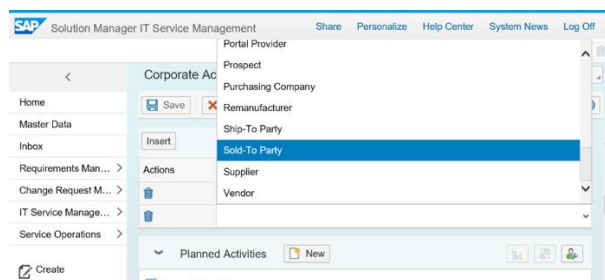 SAP Solution Manager IT Service Management Share Personalize Help Center System News Log Off
Portal Provider
Corporate Ac
Prospect
Purchasing Company
Home
Save
Remanufacturer
Master Data
Ship-To Party
Inbox
Insert
Sold-To Party
Requirements Man...
Actions
Supplier
Change Request M...
Vendor
IT Service Manage...
Service Operations
Planned Activities New
Create